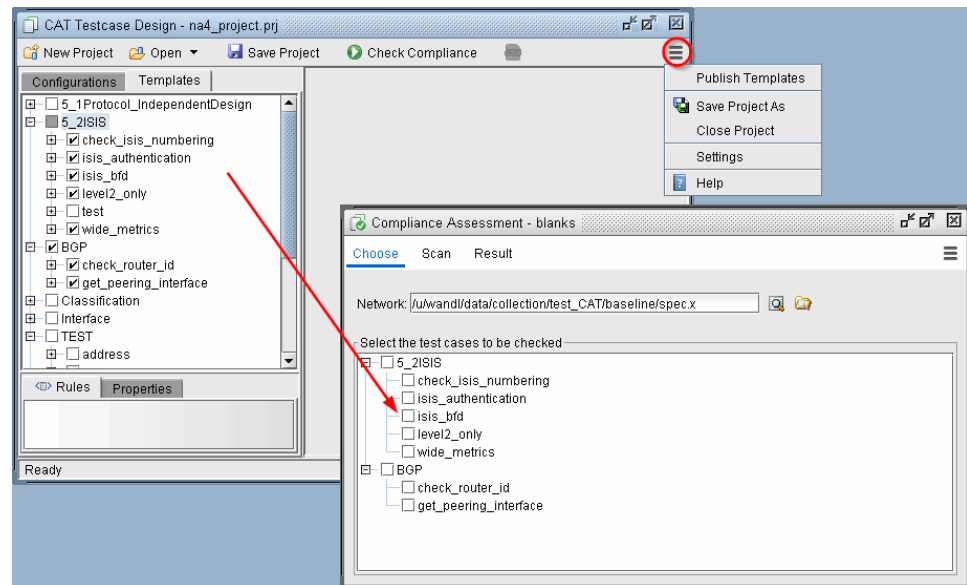 CAT Testcase Design - na4_project.prj
New Project Open Save Project Check Compliance
Configurations Templates
5_1Protocol_IndependentDesign
5_2ISIS
check_isis_numbering
isis_authentication
isis_bfd
level2_only
test
wide_metrics
BGP
check_router_id
get_peering_interface
Classification
Interface
TEST
address
Rules Properties
Ready
Publish Templates
Save Project As
Close Project
Settings
Help
Compliance Assessment - blanks
Choose Scan Result
Network: /u/wandl/data/collection/test_CAT/baseline/spec.x
Select the test cases to be checked
5_2ISIS
check_isis_numbering
isis_authentication
isis_bfd
level2_only
wide_metrics
BGP
check_router_id
get_peering_interface